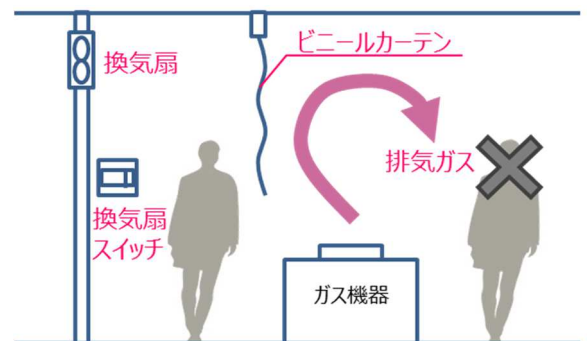 ビニールカーテン
換気扇
排気ガス
換気扇
スイッチ
ガス機器